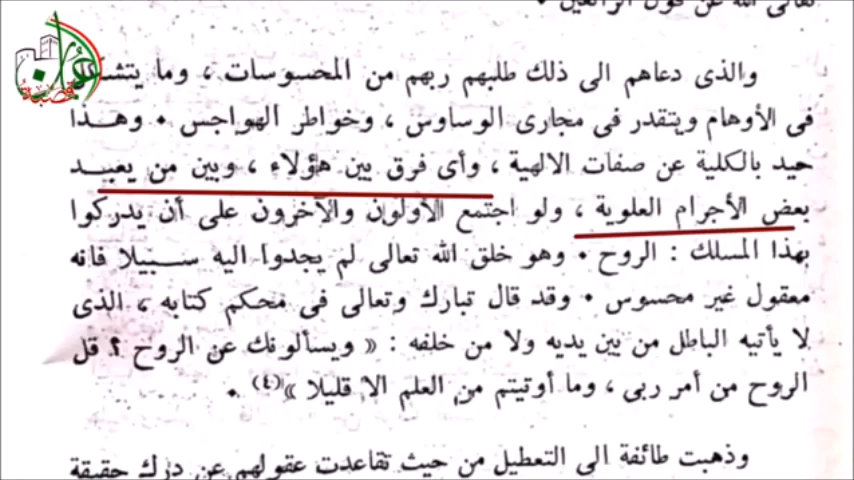 تعالى الله عن قول الزائغين •
والذى دعاهم الى ذلك طلبهم ربهم من المحسوسات ، وما يتشكل
فى الأوهام ويتقدر فى مجارى الوساوس ، وخواطر الهواجس • وهذا
حيد بالكلية عن صفات الالهية ، وأى فرق بين هؤلاء ، وبين من يعبد
بعض الأجرام العلوية ، ولو اجتمع الأولون والآخرون على أن يدركوا
بهذا المسلك : الروح • وهو خلق الله تعالى لم يجدوا اليه سبيلا فانه
معقول غير محسوس • وقد قال تبارك وتعالى فى محكم كتابه ، الذى
لا يأتيه الباطل من بين يديه ولا من خلفه : « ويسألونك عن الروح ؟ قل
الروح من أمر ربى ، وما أوتيتم من العلم الا قليلا »(٤) •
وذهبت طائفة الى التعطيل من حيث تقاعدت عقولهم عن درك حقيقة